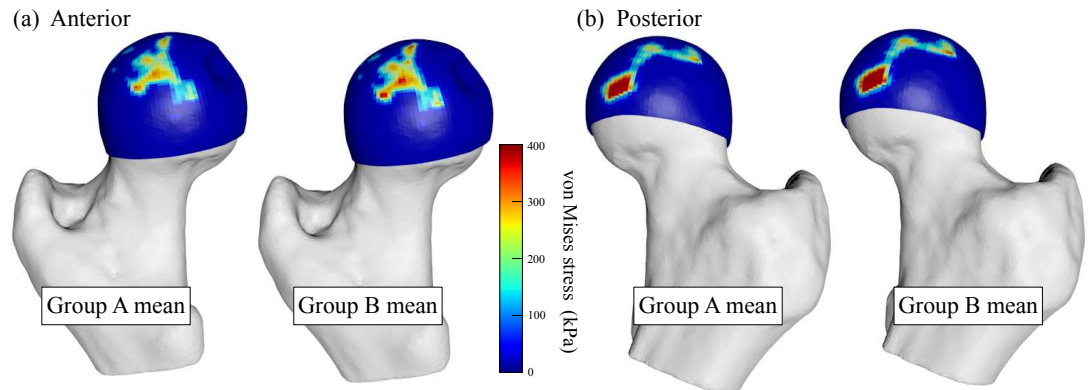 (a) Anterior
(b) Posterior
400
300
200
100
0
von Mises stress (kPa)
Group A mean
Group B mean
Group A mean
Group B mean